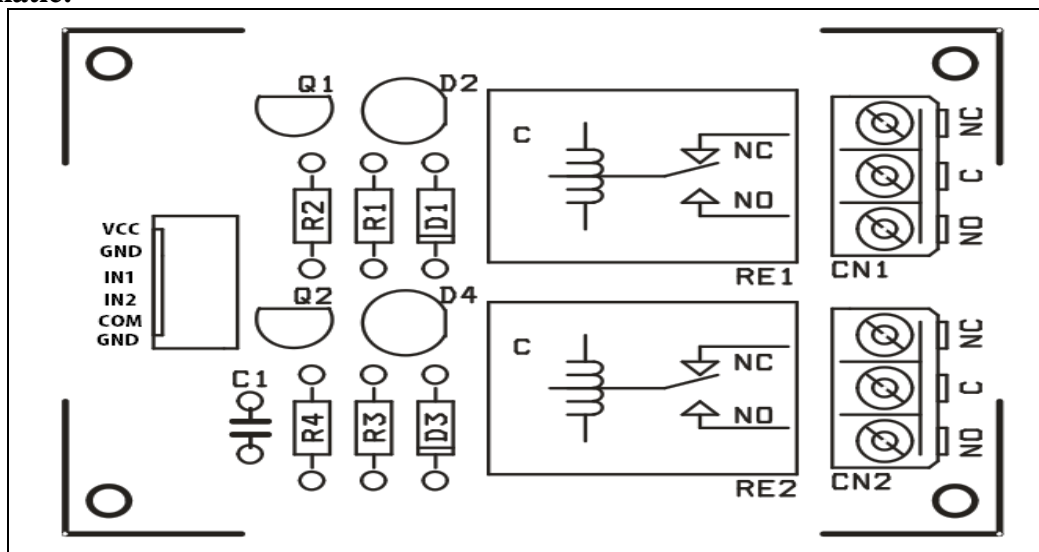 Q1 D2
C NC NO
R2 R1 D1
RE1
NC C NO
CN1
VCC
GND
IN1
IN2
COM
GND
Q2 D4
C NC NO
C1
R4 R3 D3
RE2
NC C NO
CN2